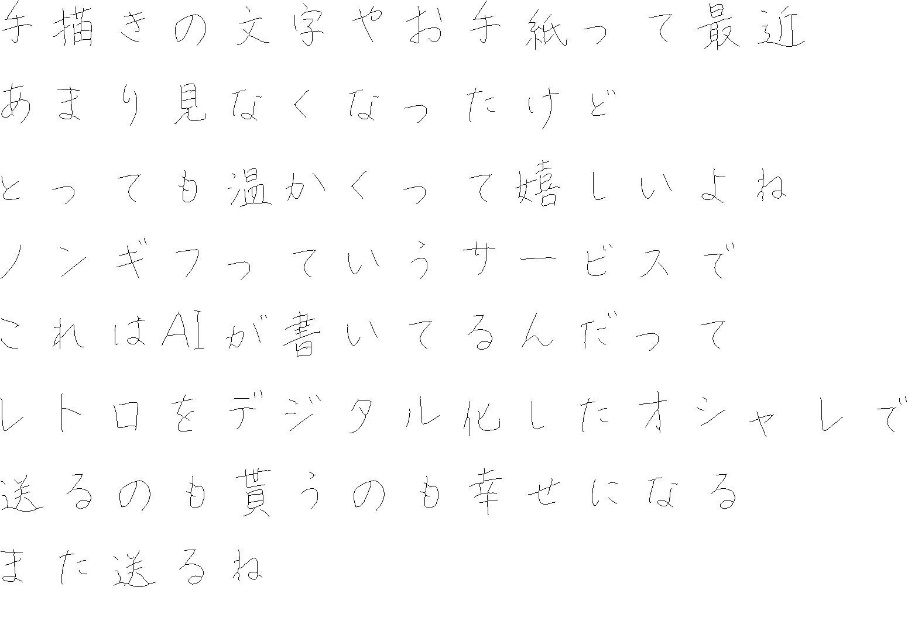 手描きの文字やお手紙って最近
あまり見なくなったけど
とっても温かくって嬉しいよね
ノンギフっていうサービスで
これはAIが書いてるんだって
レトロをデジタル化したオシャレで
送るのも貰うのも幸せになる
また送るね